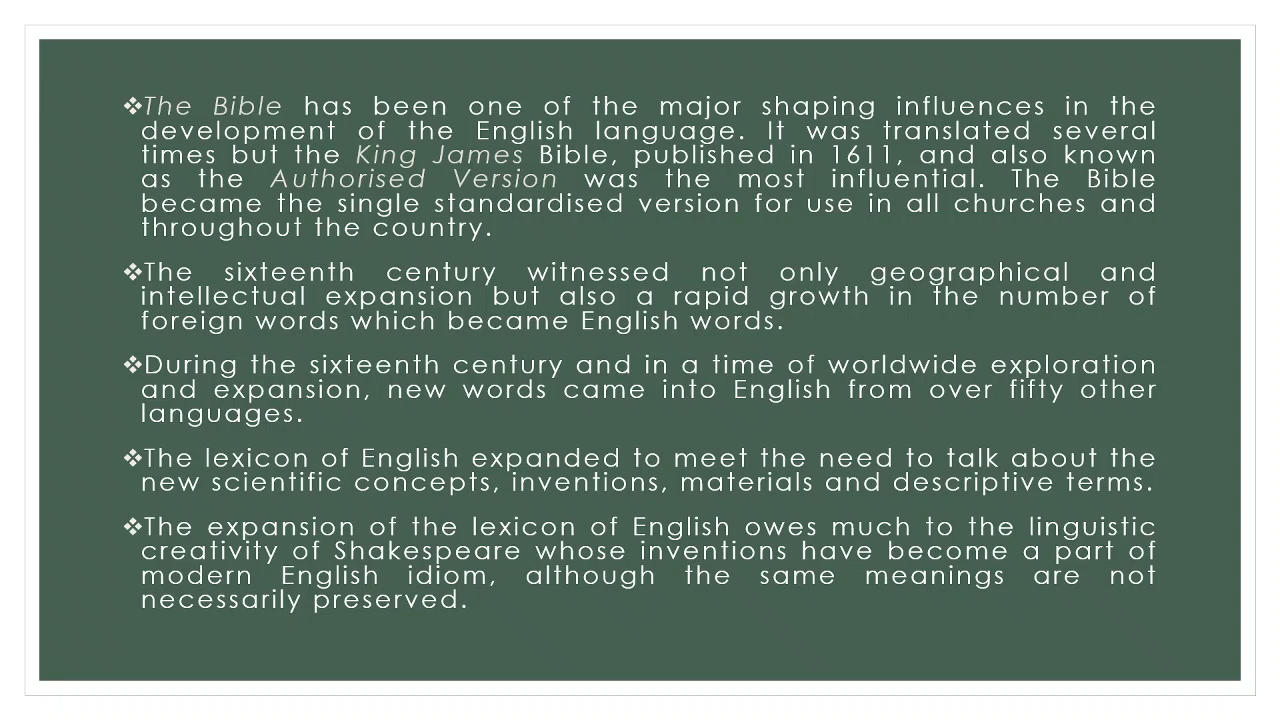 ❖The Bible has been one of the major shaping influences in the
development of the English language. It was translated several
times but the King James Bible, published in 1611, and also known
as the Authorised Version was the most influential. The Bible
became the single standardised version for use in all churches and
throughout the country.
❖The sixteenth century witnessed not only geographical and
intellectual expansion but also a rapid growth in the number of
foreign words which became English words.
❖During the sixteenth century and in a time of worldwide exploration
and expansion, new words came into English from over fifty other
languages.
❖The lexicon of English expanded to meet the need to talk about the
new scientific concepts, inventions, materials and descriptive terms.
❖The expansion of the lexicon of English owes much to the linguistic
creativity of Shakespeare whose inventions have become a part of
modern English idiom, although the same meanings are not
necessarily preserved.